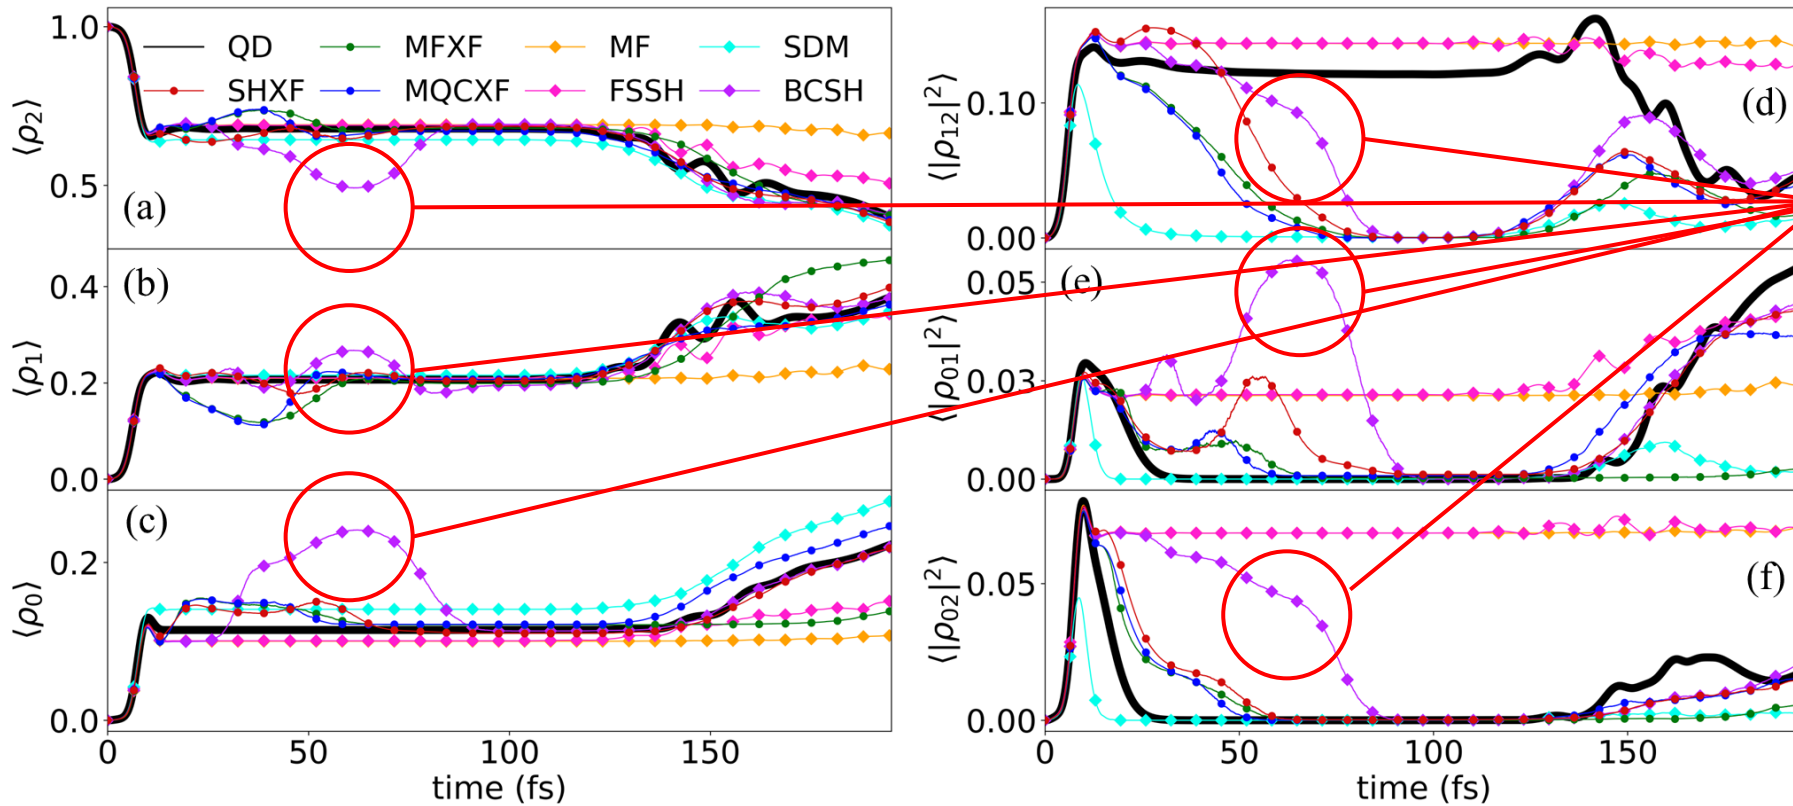 1.0 QD MFXF MF SDM
SHXF MQCXF FSSH BCSH
⟨ρ₂⟩
0.5
(a)
0.4
(b)
⟨ρ₁⟩
0.2
0.0
(c)
⟨ρ₀⟩
0.2
0.0
0 50 100 150
time (fs)
(d)
⟨|ρ₁₂|²⟩
0.10
0.00
(e)
0.05
⟨|ρ₀₁|²⟩
0.03
0.00
(f)
⟨|ρ₀₂|²⟩
0.05
0.00
0 50 100 150
time (fs)